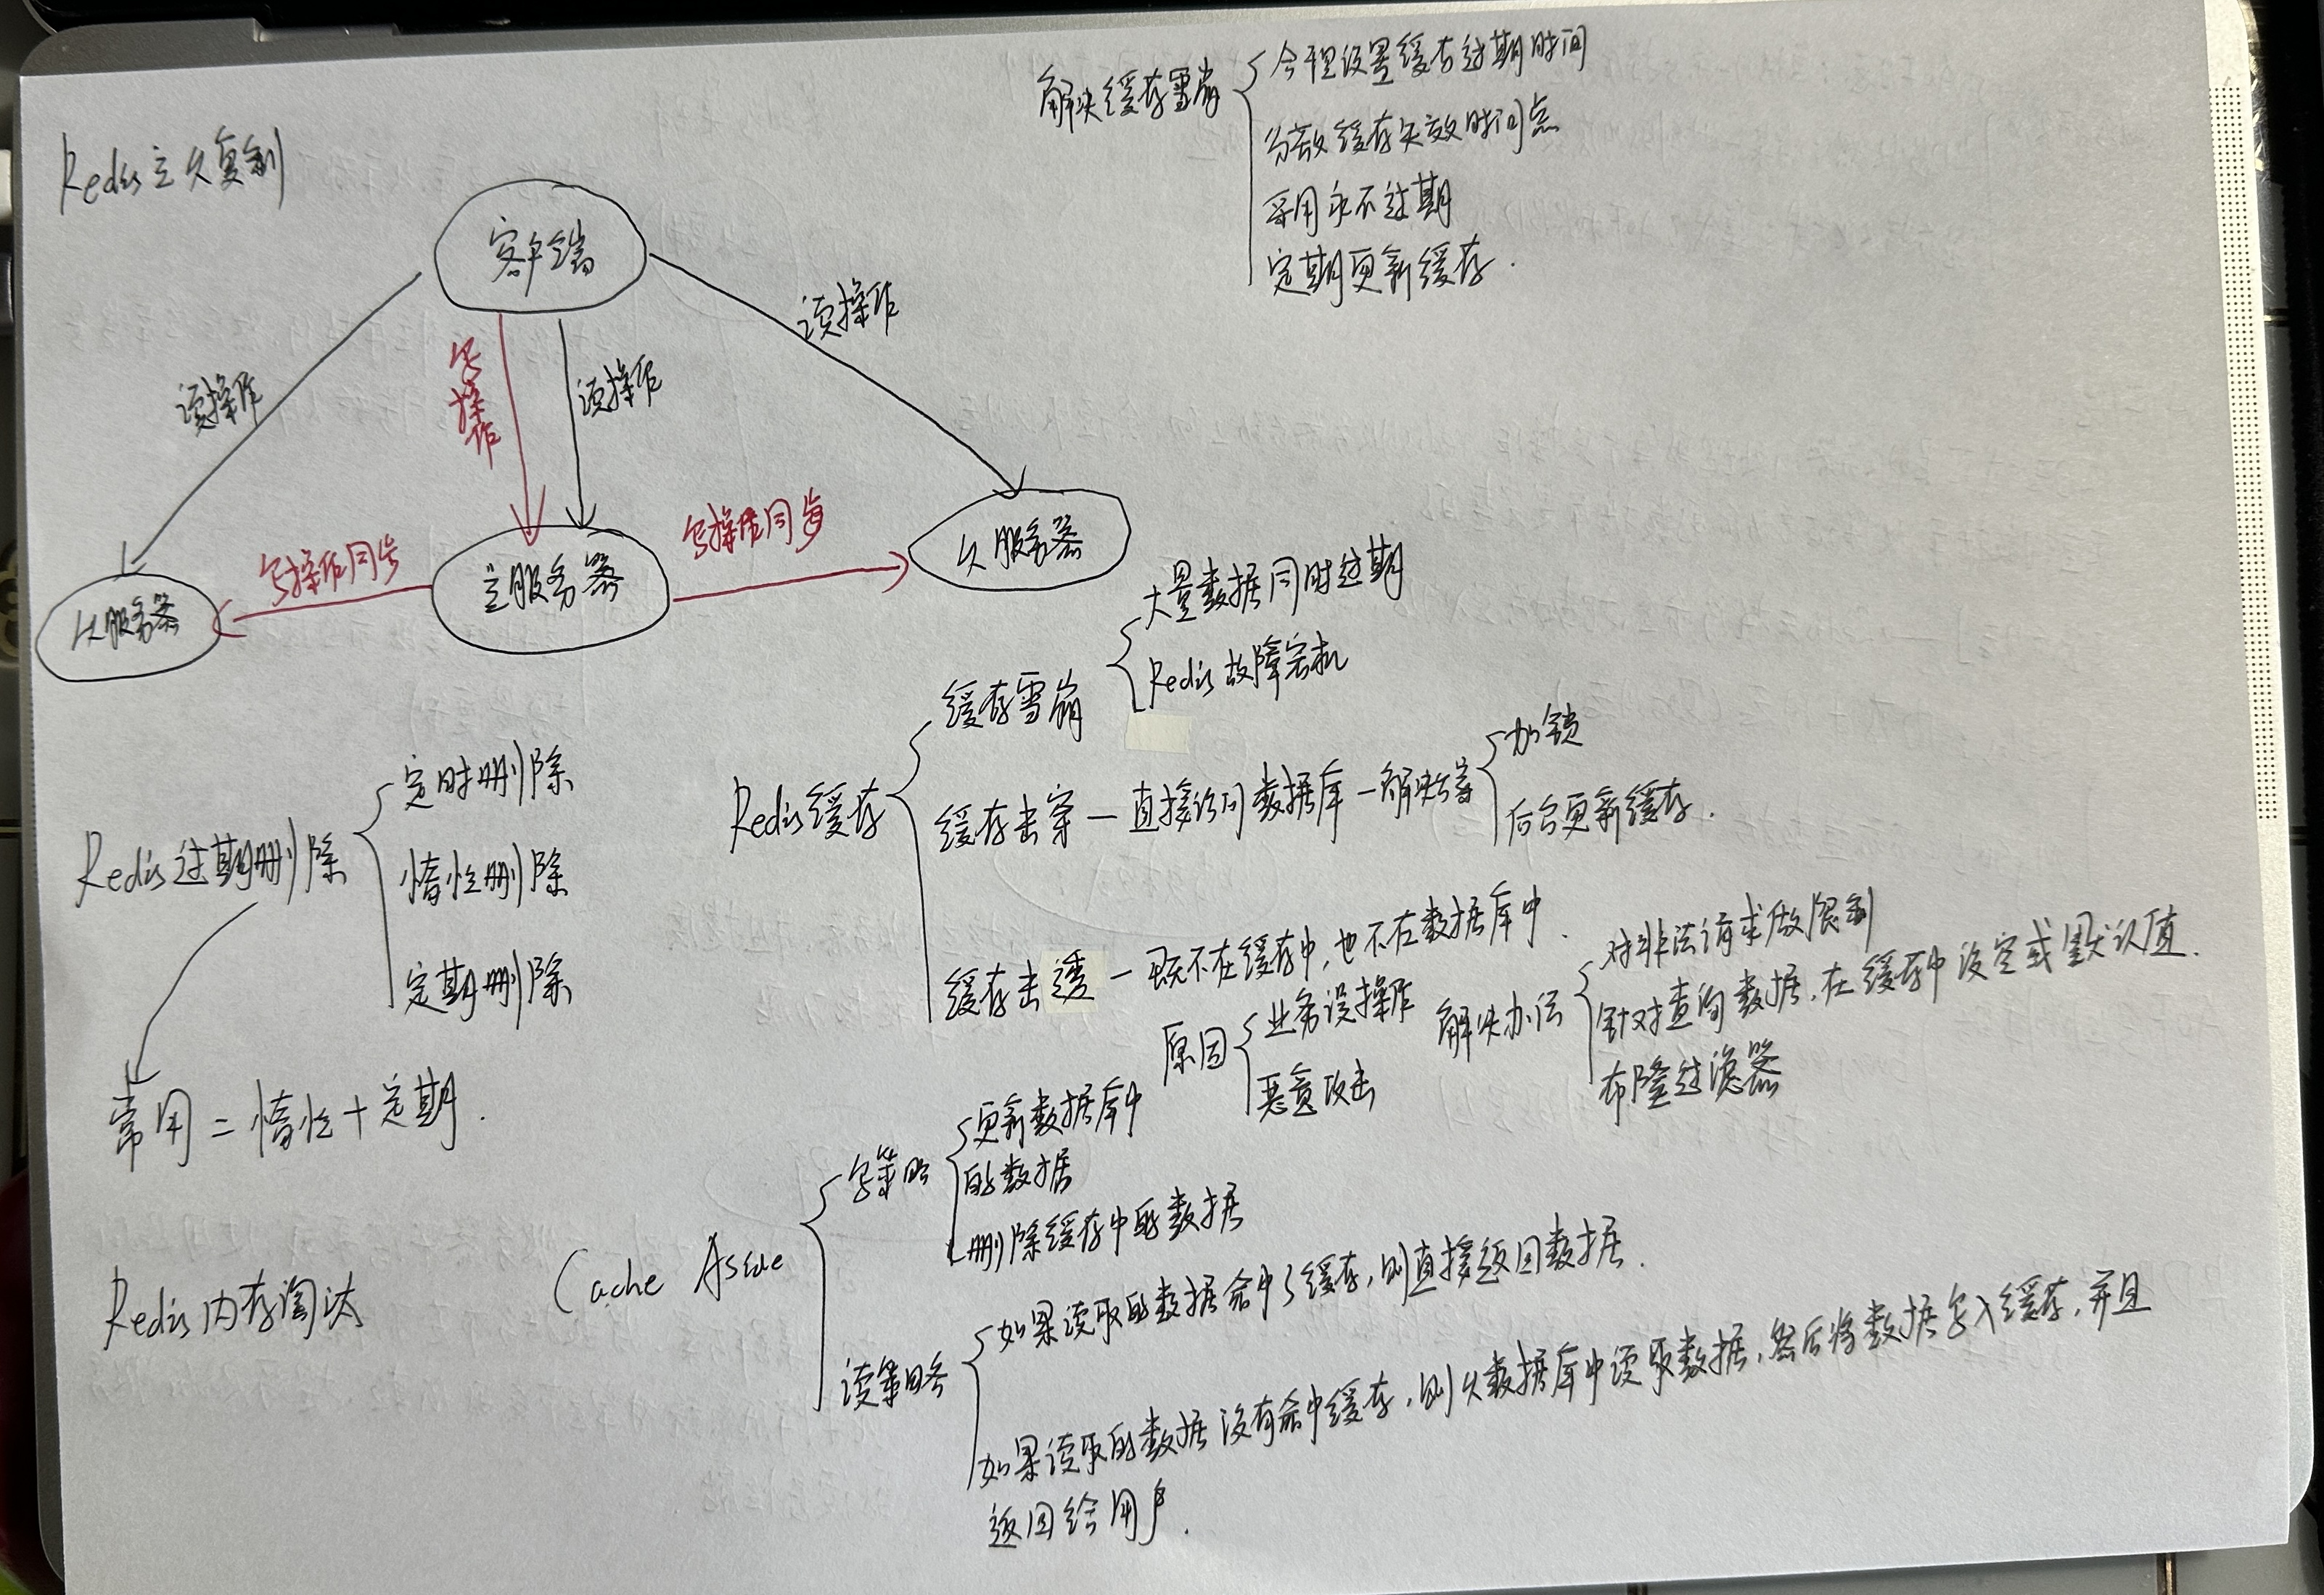 解决缓存雪崩
合理设置缓存过期时间
分散缓存失效时间点
采用永不过期
定期更新缓存.
Redis主从复制
客户端
读操作
写操作
读操作
读操作
从服务器
写操作同步
主服务器
写操作同步
从服务器
Redis过期删除
定时删除
惰性删除
定期删除
常用=惰性+定期.
Redis内存淘汰
Redis缓存
缓存雪崩
大量数据同时过期
Redis故障宕机
缓存击穿—直接访问数据库—解决方案
加锁
后台更新缓存.
缓存击透—既不在缓存中,也不在数据库中.
原因
业务误操作
恶意攻击
解决办法
对非法请求做限制
针对查询数据,在缓存中设空或默认值.
布隆过滤器
Cache Aside
写策略
更新数据库中
的数据
删除缓存中的数据
读策略
如果读取的数据命中了缓存,则直接返回数据.
如果读取的数据没有命中缓存,则从数据库中读取数据,然后将数据写入缓存,并且
返回给用户.